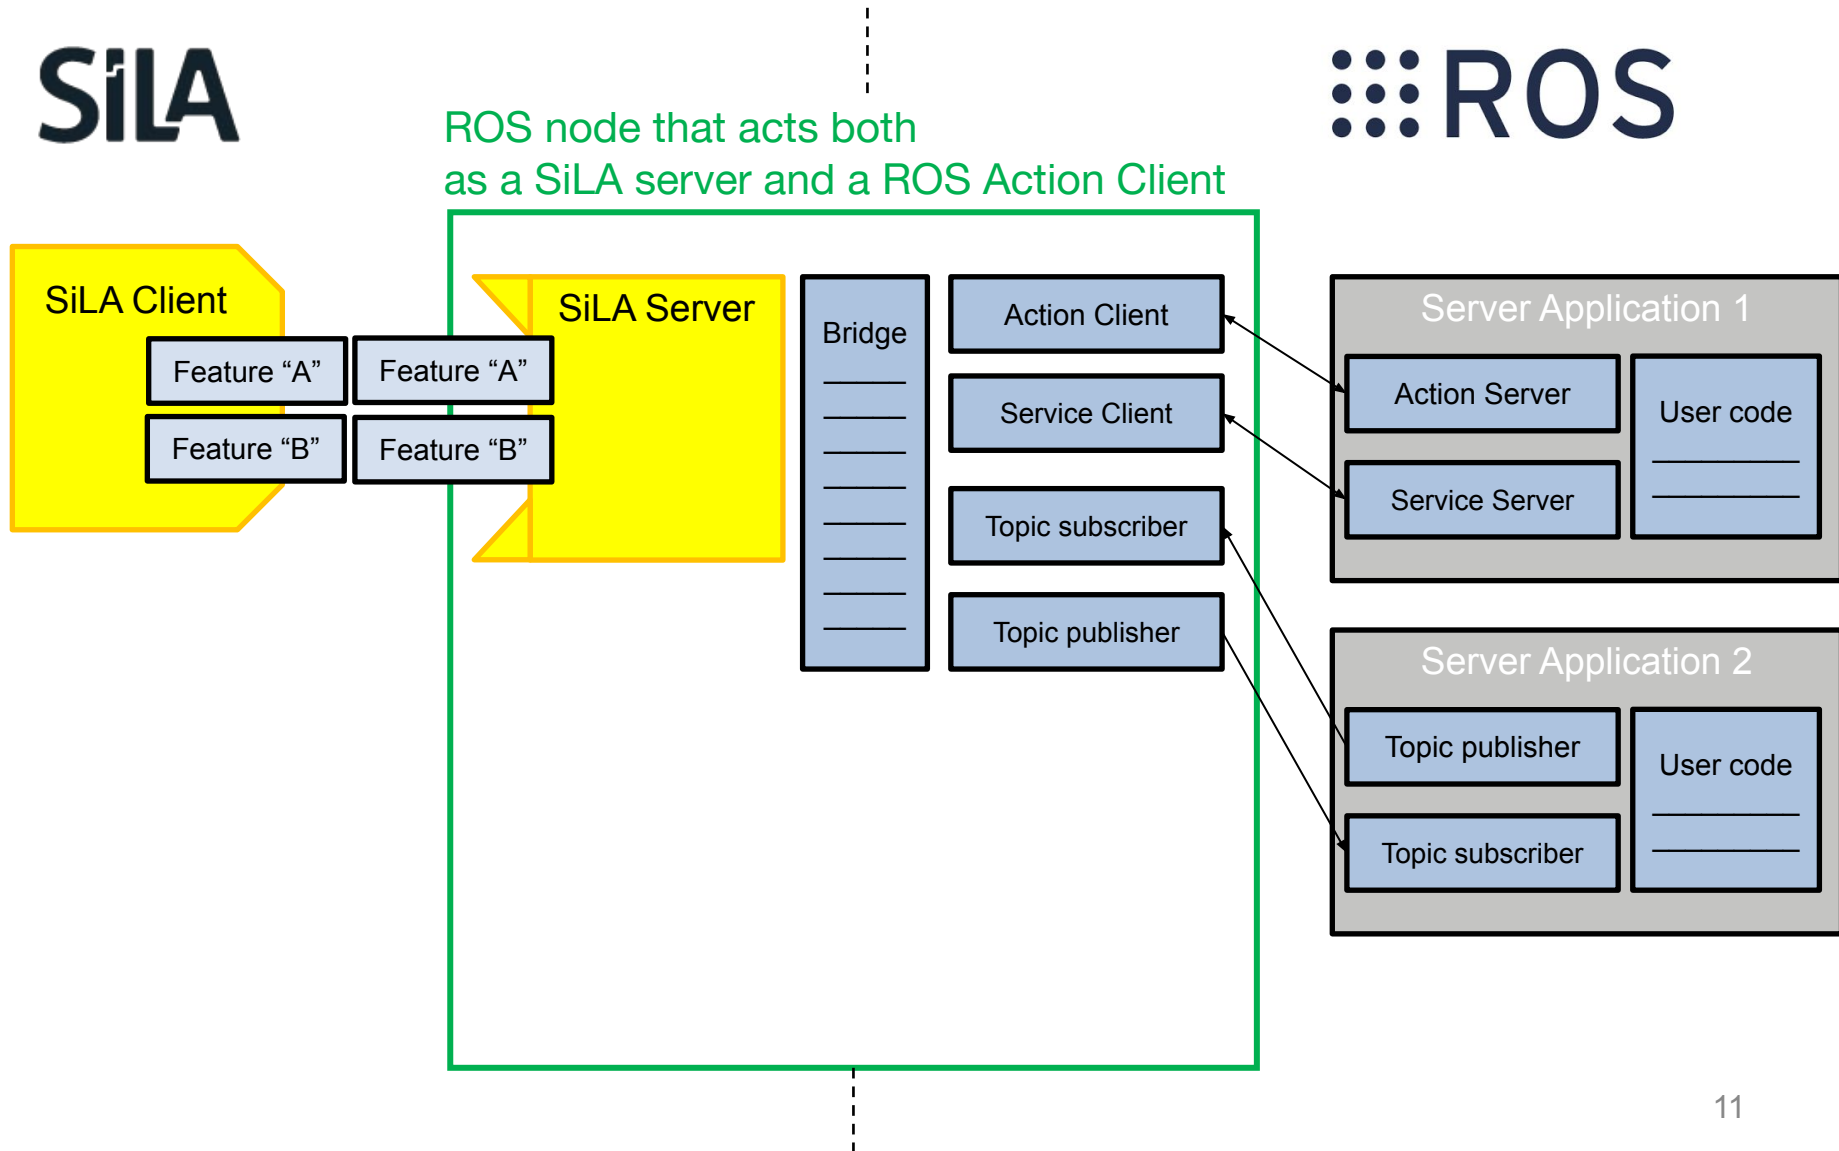 SiLA
ROS
ROS node that acts both
as a SiLA server and a ROS Action Client
SiLA Client
Feature “A”
Feature “B”
Feature “A”
Feature “B”
SiLA Server
Bridge
Action Client
Service Client
Topic subscriber
Topic publisher
Server Application 1
Action Server
Service Server
User code
Server Application 2
Topic publisher
Topic subscriber
User code
11